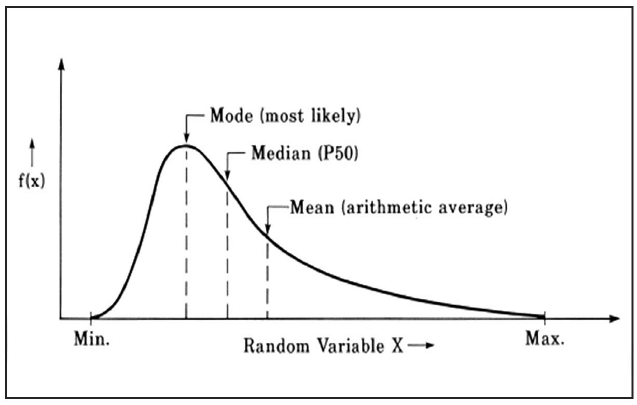 Mode (most likely)
Median (P50)
f(x)
Mean (arithmetic average)
Min.
Random Variable X
Max.